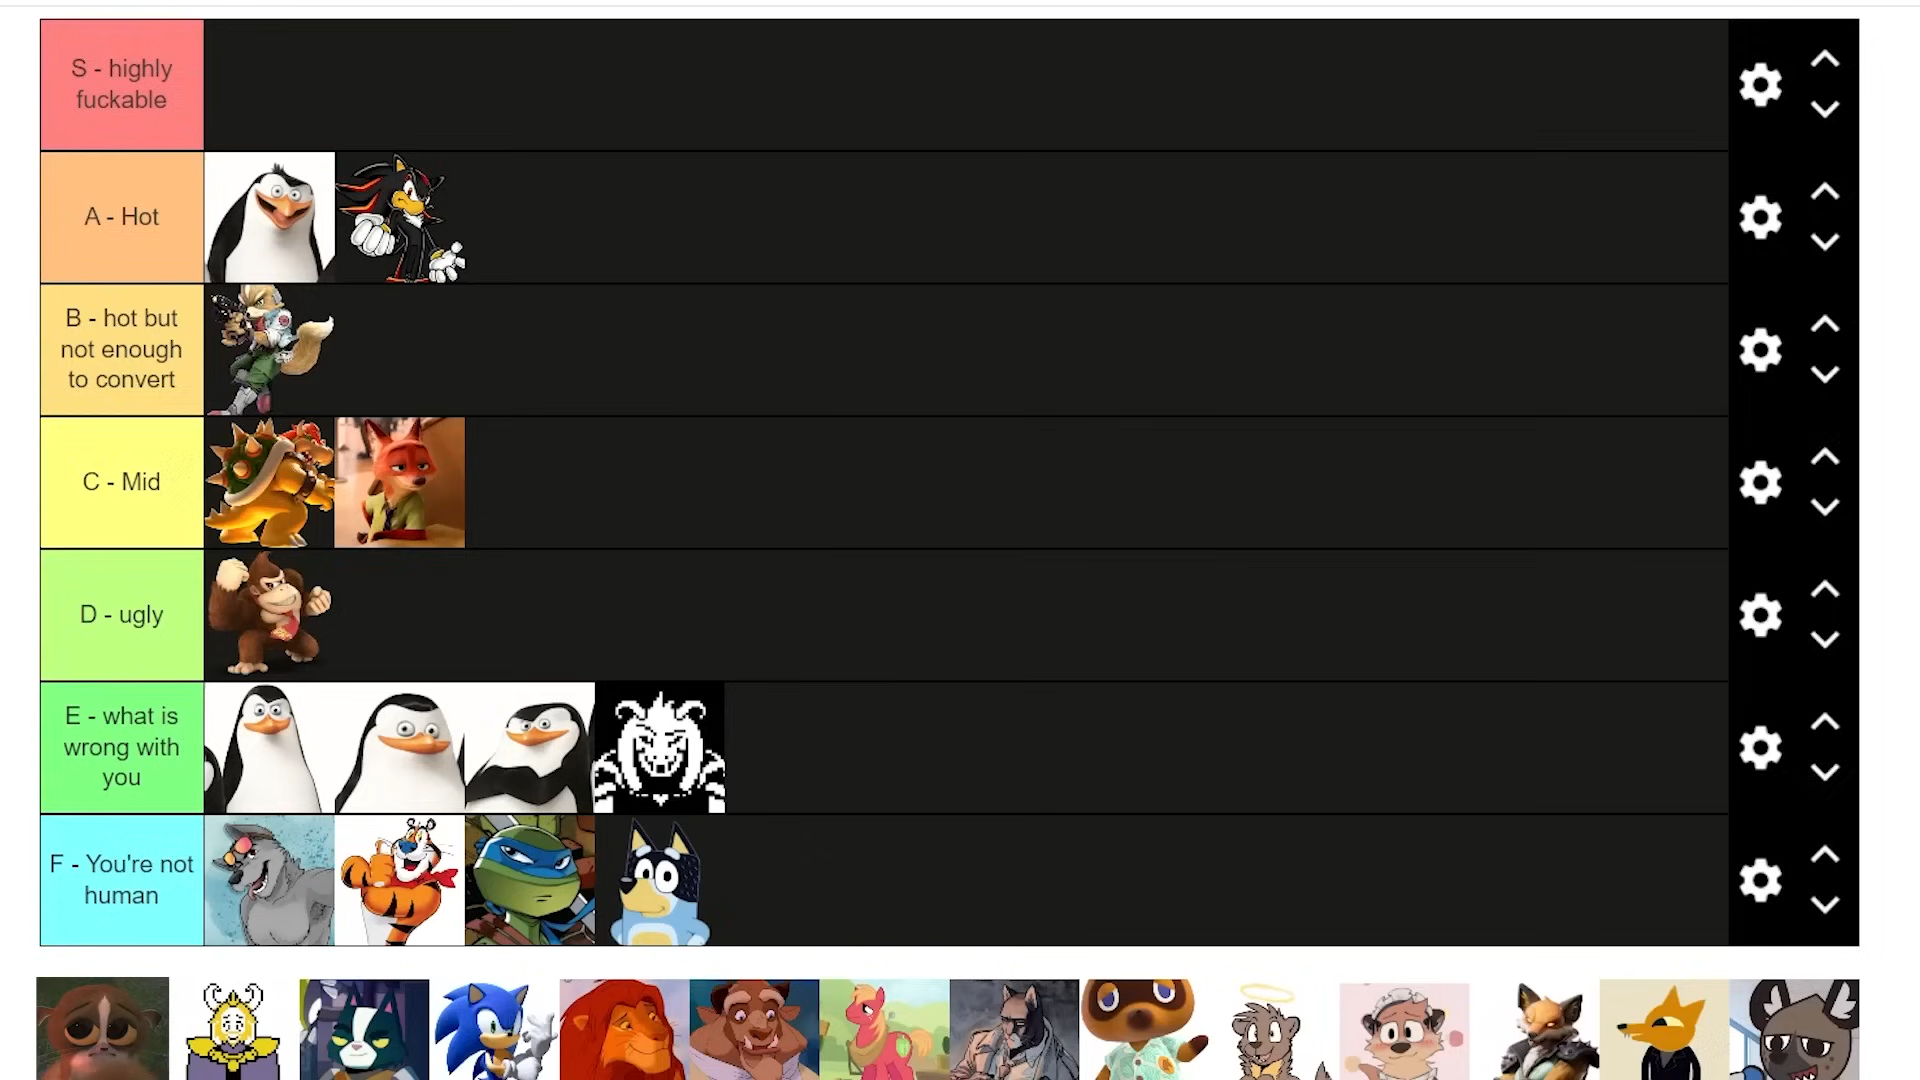 S - highly
fuckable
A - Hot
B - hot but
not enough
to convert
C - Mid
D - ugly
E - what is
wrong with
you
F - You're not
human